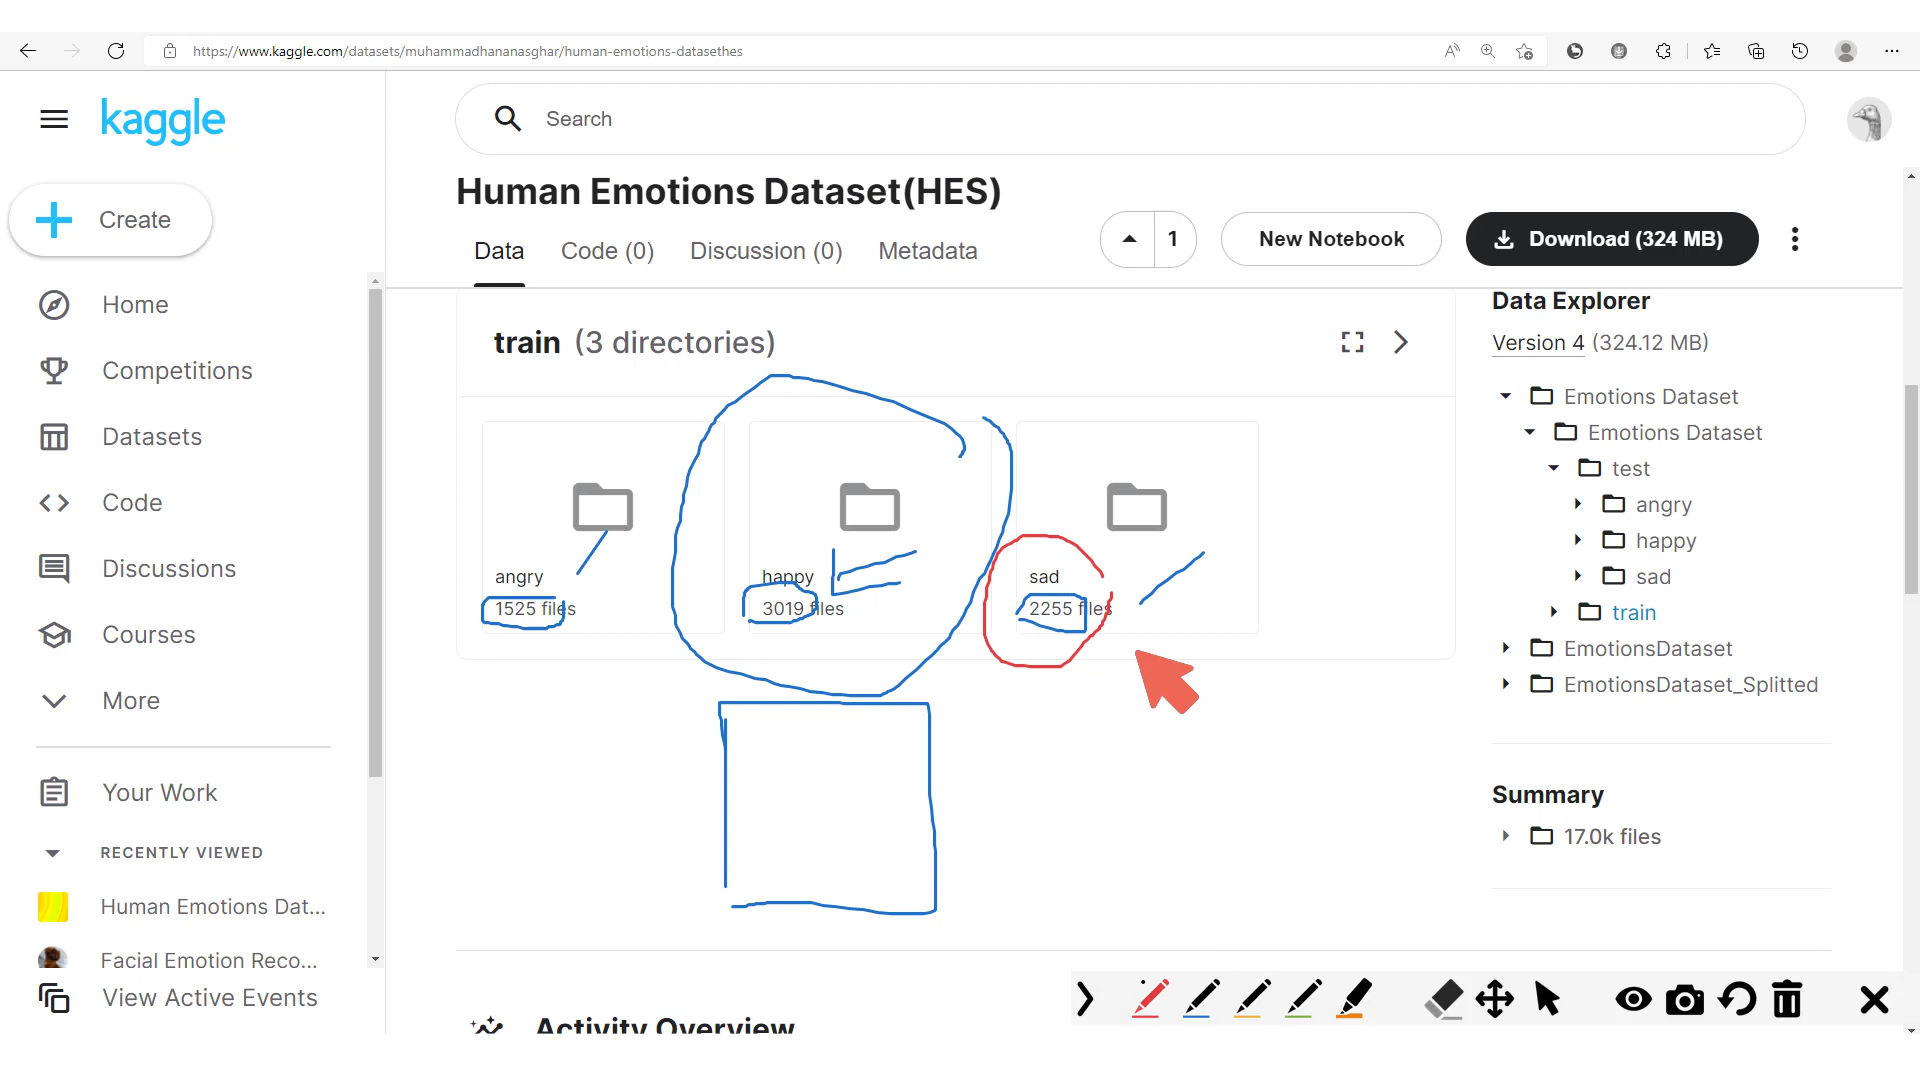 https://www.kaggle.com/datasets/muhammadhananasghar/human-emotions-datasethes
kaggle
Search
Create
Home
Competitions
Datasets
Code
Discussions
Courses
More
Your Work
RECENTLY VIEWED
Human Emotions Dat...
Facial Emotion Reco...
View Active Events
Human Emotions Dataset(HES)
Data Code (0) Discussion (0) Metadata
1
New Notebook
Download (324 MB)
train (3 directories)
angry
1525 files
happy
3019 files
sad
2255 files
Activity Overview
Data Explorer
Version 4 (324.12 MB)
Emotions Dataset
Emotions Dataset
test
angry
happy
sad
train
EmotionsDataset
EmotionsDataset_Splitted
Summary
17.0k files